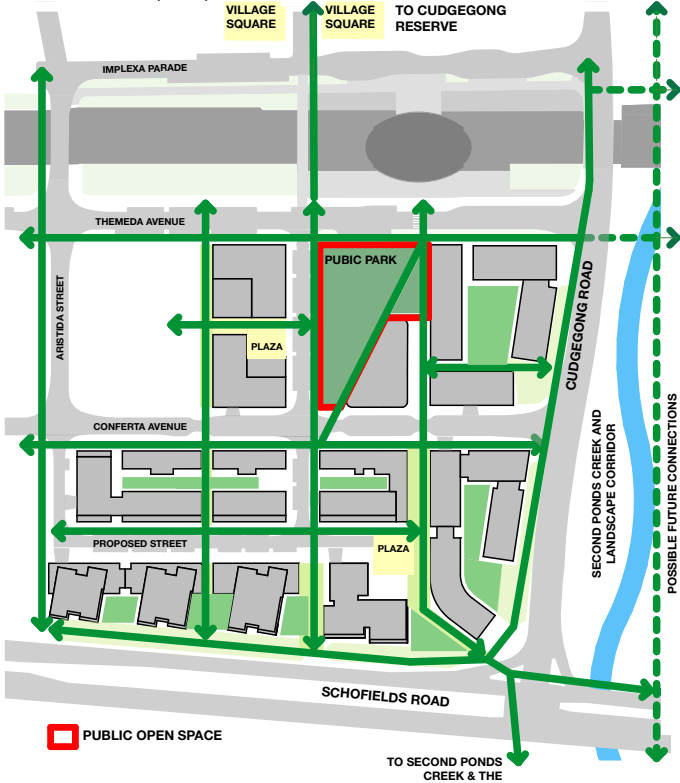 VILLAGE
SQUARE
VILLAGE
SQUARE
TO CUDGEGONG
RESERVE
IMPLEXA PARADE
THEMEDA AVENUE
PUBIC PARK
ARISTIDA STREET
PLAZA
CUDGEGONG ROAD
CONFERTA AVENUE
SECOND PONDS CREEK AND
LANDSCAPE CORRIDOR
POSSIBLE FUTURE CONNECTIONS
PROPOSED STREET
PLAZA
SCHOFIELDS ROAD
PUBLIC OPEN SPACE
TO SECOND PONDS
CREEK & THE